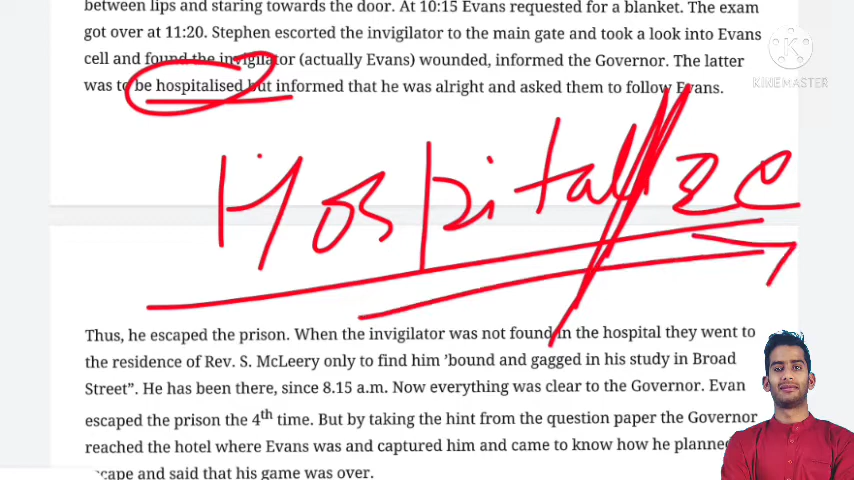 between lips and staring towards the door. At 10:15 Evans requested for a blanket. The exam
got over at 11:20. Stephen escorted the invigilator to the main gate and took a look into Evans
cell and found the invigilator (actually Evans) wounded, informed the Governor. The latter
was to be hospitalised but informed that he was alright and asked them to follow Evans.
KINEMASTER
Thus, he escaped the prison. When the invigilator was not found in the hospital they went to
the residence of Rev. S. McLeery only to find him 'bound and gagged in his study in Broad
Street”. He has been there, since 8.15 a.m. Now everything was clear to the Governor. Evan
escaped the prison the 4th time. But by taking the hint from the question paper the Governor
reached the hotel where Evans was and captured him and came to know how he planne
scape and said that his game was over.